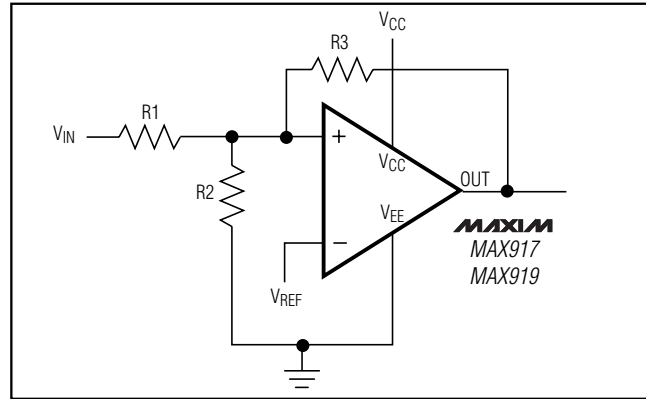 VCC
R3
R1
VIN
+
VCC
R2
OUT
VEE
−
VREF
MAXIM
MAX917
MAX919